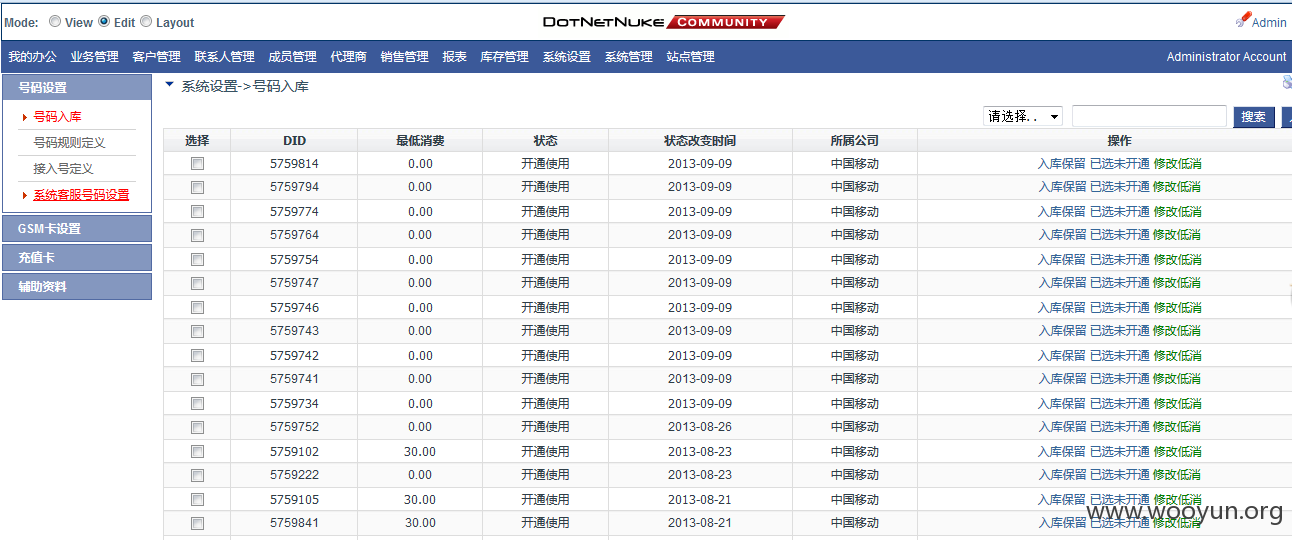 Mode: View Edit Layout DotNetNuke COMMUNITY Admin
我的办公 业务管理 客户管理 联系人管理 成员管理 代理商 销售管理 报表 库存管理 系统设置 系统管理 站点管理 Administrator Account
号码设置
号码入库
号码规则定义
接入号定义
系统客服号码设置
GSM卡设置
充值卡
辅助资料
系统设置->号码入库
请选择. . 搜索
选择 DID 最低消费 状态 状态改变时间 所属公司 操作
5759814 0.00 开通使用 2013-09-09 中国移动 入库保留 已选未开通 修改低消
5759794 0.00 开通使用 2013-09-09 中国移动 入库保留 已选未开通 修改低消
5759774 0.00 开通使用 2013-09-09 中国移动 入库保留 已选未开通 修改低消
5759764 0.00 开通使用 2013-09-09 中国移动 入库保留 已选未开通 修改低消
5759754 0.00 开通使用 2013-09-09 中国移动 入库保留 已选未开通 修改低消
5759747 0.00 开通使用 2013-09-09 中国移动 入库保留 已选未开通 修改低消
5759746 0.00 开通使用 2013-09-09 中国移动 入库保留 已选未开通 修改低消
5759743 0.00 开通使用 2013-09-09 中国移动 入库保留 已选未开通 修改低消
5759742 0.00 开通使用 2013-09-09 中国移动 入库保留 已选未开通 修改低消
5759741 0.00 开通使用 2013-09-09 中国移动 入库保留 已选未开通 修改低消
5759734 0.00 开通使用 2013-09-09 中国移动 入库保留 已选未开通 修改低消
5759752 0.00 开通使用 2013-08-26 中国移动 入库保留 已选未开通 修改低消
5759102 30.00 开通使用 2013-08-23 中国移动 入库保留 已选未开通 修改低消
5759222 0.00 开通使用 2013-08-23 中国移动 入库保留 已选未开通 修改低消
5759105 30.00 开通使用 2013-08-21 中国移动 入库保留 已选未开通 修改低消
5759841 30.00 开通使用 2013-08-21 中国移动 入库保留 已选未开通 修改低消
www.wooyun.org